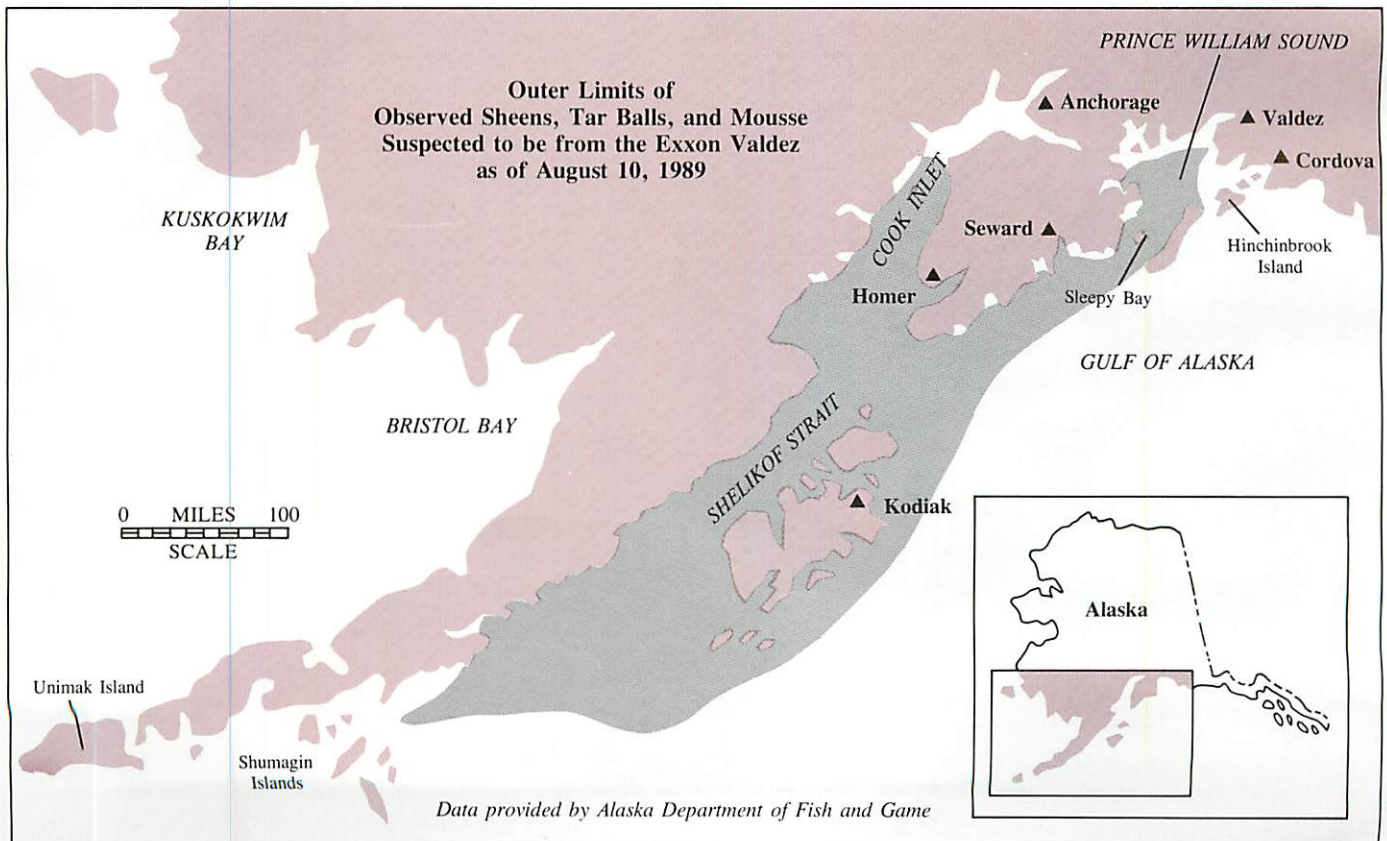 PRINCE WILLIAM SOUND
Outer Limits of
Observed Sheens, Tar Balls, and Mousse
Suspected to be from the Exxon Valdez
as of August 10, 1989
Anchorage
Valdez
Cordova
KUSKOKWIM
BAY
COOK INLET
Seward
Hinchinbrook
Island
Homer
Sleepy Bay
GULF OF ALASKA
BRISTOL BAY
SHELIKOF STRAIT
Kodiak
0 MILES 100
SCALE
Alaska
Unimak Island
Shumagin
Islands
Data provided by Alaska Department of Fish and Game